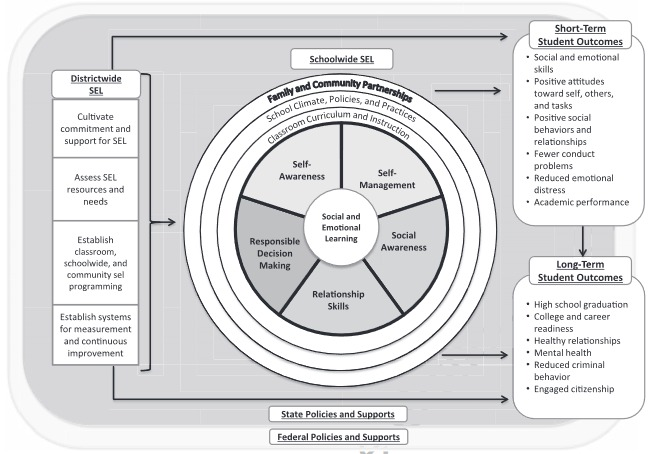 Districtwide
SEL
Cultivate
commitment and
support for SEL
Assess SEL
resources and
needs
Establish
classroom,
schoolwide, and
community sel
programming
Establish systems
for measurement
and continuous
improvement
Schoolwide SEL
Family and Community Partnerships
School Climate, Policies, and Practices
Classroom Curriculum and Instruction
Self-
Awareness
Self-
Management
Social and
Emotional
Learning
Responsible
Decision
Making
Social
Awareness
Relationship
Skills
Short-Term
Student Outcomes
• Social and emotional
skills
• Positive attitudes
toward self, others,
and tasks
• Positive social
behaviors and
relationships
• Fewer conduct
problems
• Reduced emotional
distress
• Academic performance
Long-Term
Student Outcomes
• High school graduation
• College and career
readiness
• Healthy relationships
• Mental health
• Reduced criminal
behavior
• Engaged citizenship
State Policies and Supports
Federal Policies and Supports